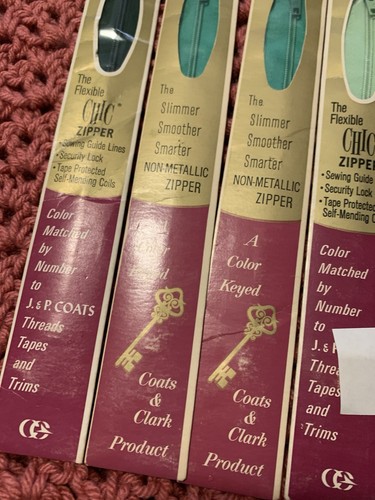 The
Flexible
CHIC*
ZIPPER
• Sewing Guide Lines
• Security Lock
• Tape Protected
Self-Mending Coils
Color
Matched
by
Number
to
J. & P. COATS
Threads
Tapes
and
Trims
The
Slimmer
Smoother
Smarter
NON-METALLIC
ZIPPER
Coats
&
Clark
Product
The
Slimmer
Smoother
Smarter
NON-METALLIC
ZIPPER
A
Color
Keyed
Coats
&
Clark
Product
The
Flexible
CHIC
ZIPPE
• Sewing Guide
• Security Lock
• Tape Protected
Self-Mending C
Color
Matched
by
Number
to
J. &
Threa
Tapes
and
Trims